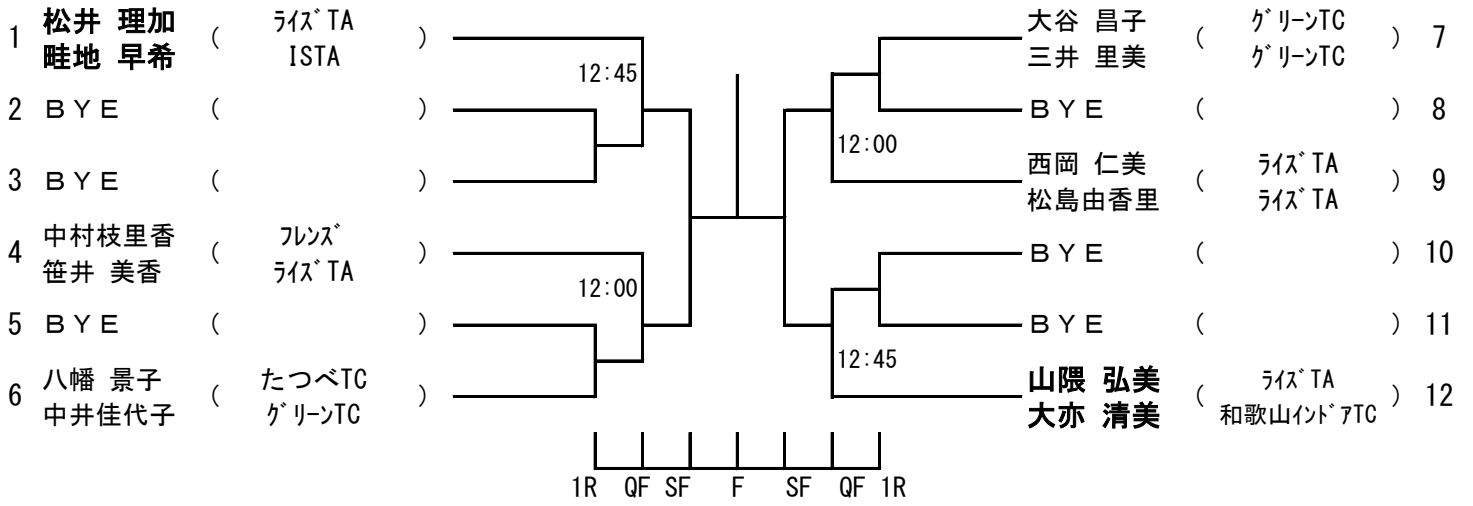 1 松井 理加 ( ﾗｲｽﾞTA )
畦地 早希 ISTA
2 ＢＹＥ ( )
3 ＢＹＥ ( )
4 中村枝里香 ( ﾌﾚﾝｽﾞ )
笹井 美香 ﾗｲｽﾞTA
5 ＢＹＥ ( )
6 八幡 景子 ( たつべTC )
中井佳代子 ｸﾞﾘｰﾝTC
12:45
12:00
大谷 昌子 ( ｸﾞﾘｰﾝTC ) 7
三井 里美 ｸﾞﾘｰﾝTC
ＢＹＥ ( ) 8
12:00
西岡 仁美 ( ﾗｲｽﾞTA ) 9
松島由香里 ﾗｲｽﾞTA
ＢＹＥ ( ) 10
ＢＹＥ ( ) 11
12:45
山隈 弘美 ( ﾗｲｽﾞTA ) 12
大亦 清美 和歌山ｲﾝﾄﾞｱTC
1R QF SF F SF QF 1R